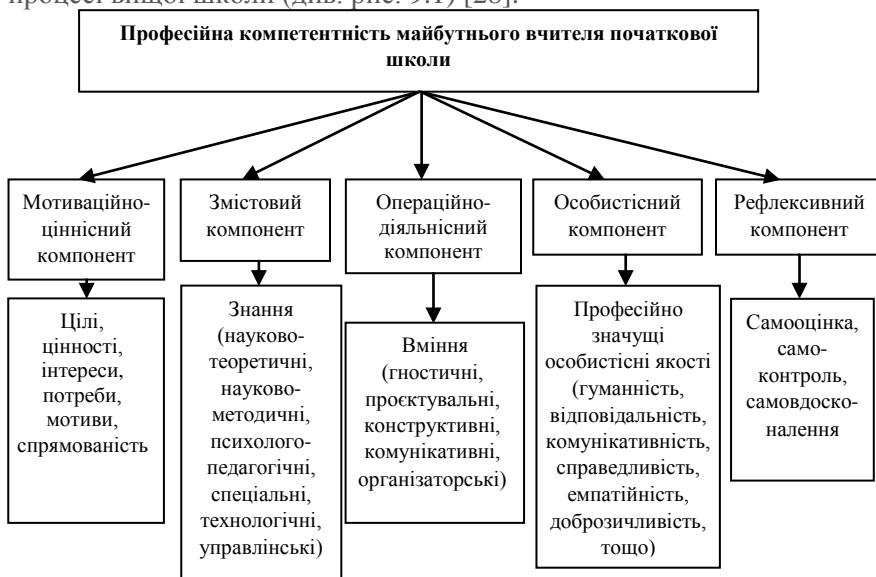 процесі вищої школи (див. рис. 9.1) [28].
Професійна компетентність майбутнього вчителя початкової
школи
Мотиваційно-
ціннісний
компонент
Змістовий
компонент
Операційно-
діяльнісний
компонент
Особистісний
компонент
Рефлексивний
компонент
Цілі,
цінності,
інтереси,
потреби,
мотиви,
спрямованість
Знання
(науково-
теоретичні,
науково-
методичні,
психолого-
педагогічні,
спеціальні,
технологічні,
управлінські)
Вміння
(гностичні,
проєктувальні,
конструктивні,
комунікативні,
організаторські)
Професійно
значущі
особистісні якості
(гуманність,
відповідальність,
комунікативність,
справедливість,
емпатійність,
доброзичливість,
тощо)
Самооцінка,
само-
контроль,
самовдоско-
налення